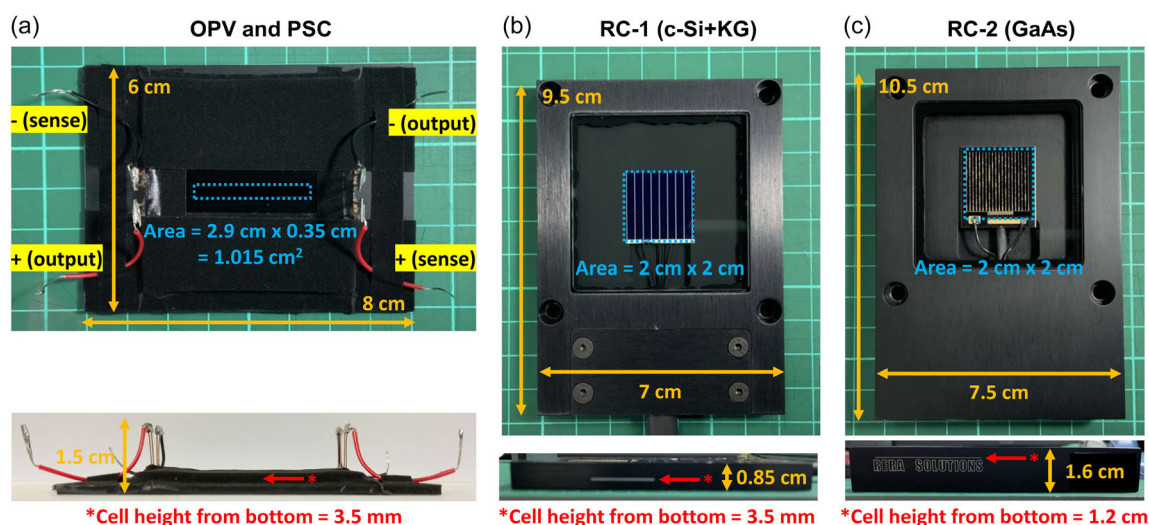 (a) OPV and PSC
6 cm
- (sense)
- (output)
Area = 2.9 cm x 0.35 cm
= 1.015 cm²
+ (output)
+ (sense)
8 cm
1.5 cm
*
*Cell height from bottom = 3.5 mm
(b) RC-1 (c-Si+KG)
9.5 cm
Area = 2 cm x 2 cm
7 cm
* 0.85 cm
*Cell height from bottom = 3.5 mm
(c) RC-2 (GaAs)
10.5 cm
Area = 2 cm x 2 cm
7.5 cm
RERA SOLUTIONS
* 1.6 cm
*Cell height from bottom = 1.2 cm